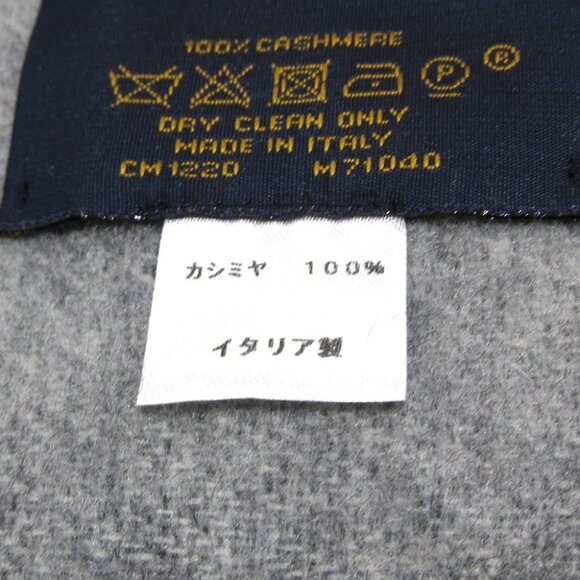 100% CASHMERE
P ®
DRY CLEAN ONLY
MADE IN ITALY
CM1220 M71040
カシミヤ 100%
イタリア製